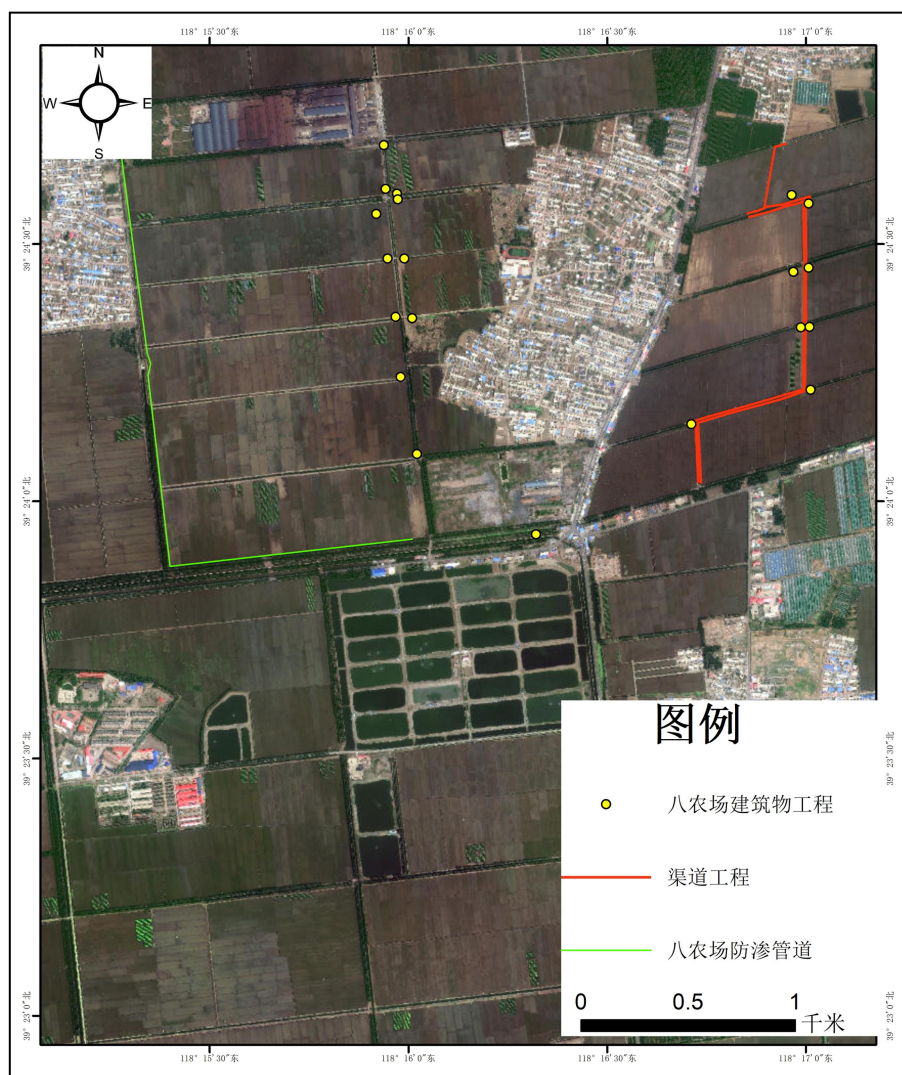 118° 15'30"东 118° 16'0"东 118° 16'30"东 118° 17'0"东
N
W E
S
39° 24'30"北 39° 24'30"北
39° 24'0"北 39° 24'0"北
39° 23'30"北 39° 23'30"北
图例
八农场建筑物工程
渠道工程
八农场防渗管道
0 0.5 1
千米
39° 23'0"北 39° 23'0"北
118° 15'30"东 118° 16'0"东 118° 16'30"东 118° 17'0"东